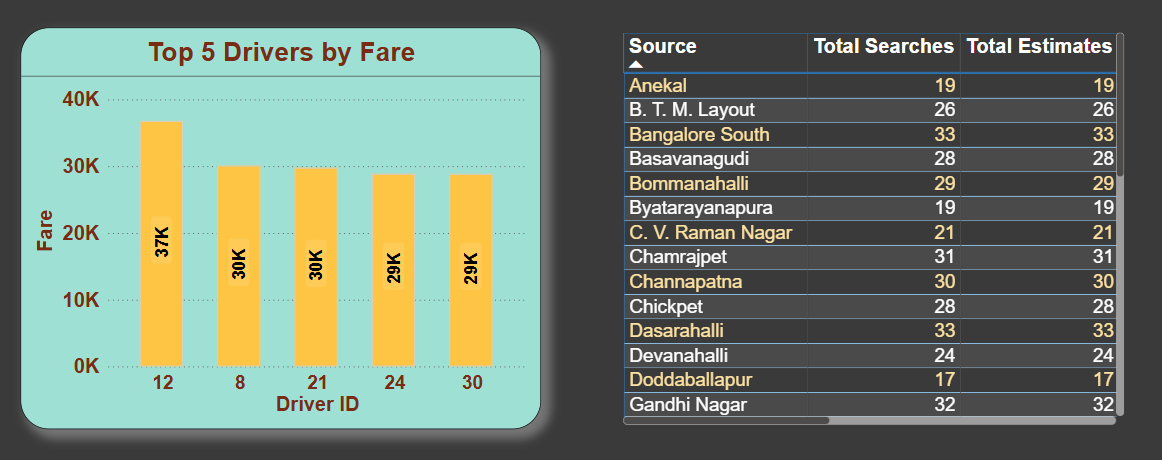 Top 5 Drivers by Fare
40K
30K
20K
10K
0K
Fare
37K
30K
30K
29K
29K
12 8 21 24 30
Driver ID
Source Total Searches Total Estimates
Anekal 19 19
B. T. M. Layout 26 26
Bangalore South 33 33
Basavanagudi 28 28
Bommanahalli 29 29
Byatarayanapura 19 19
C. V. Raman Nagar 21 21
Chamrajpet 31 31
Channapatna 30 30
Chickpet 28 28
Dasarahalli 33 33
Devanahalli 24 24
Doddaballapur 17 17
Gandhi Nagar 32 32